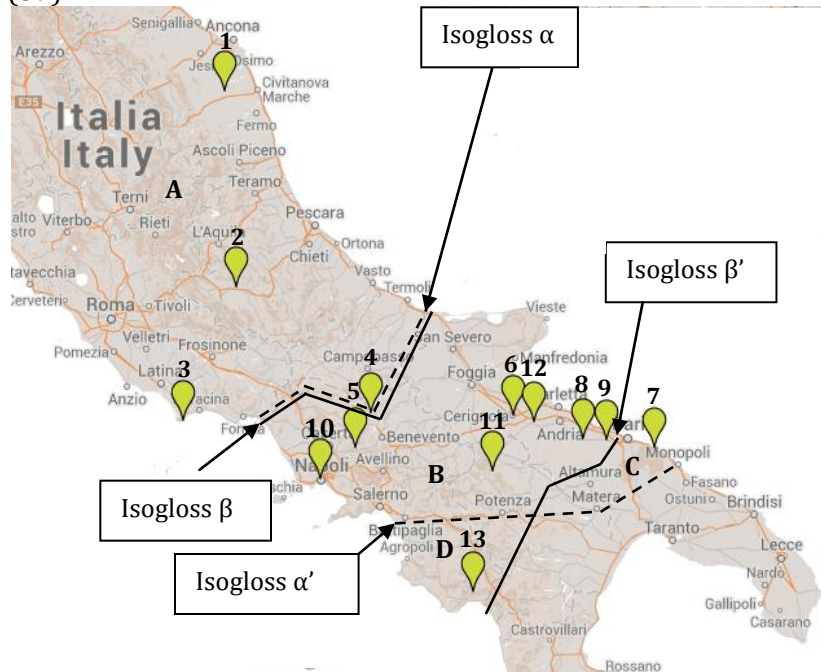 Isogloss α
Senigallia
Ancona
1
Arezzo
Osimo
Civitanova
Marche
E35
Fermo
Italia
Italy
Ascoli Piceno
A
Teramo
Terni
Pescara
Viterbo
Rieti
L'Aquila
2
Ortona
Chieti
Isogloss β'
Vasto
Termoli
Roma
Tivoli
Vieste
Velletri
Frosinone
San Severo
Pomezia
Campobasso
3
Latina
4
Manfredonia
Foggia
6
12
Anzio
5
8
9
7
Cerignola
11
Andria
10
Benevento
Monopoli
Napoli
Avellino
B
Altamura
C
Fasano
Isogloss β
Salerno
Potenza
Matera
Ostuni
Brindisi
Battipaglia
Taranto
Agropoli
D
13
Lecce
Isogloss α'
Nardò
Gallipoli
Casarano
Castrovillari
Rossano